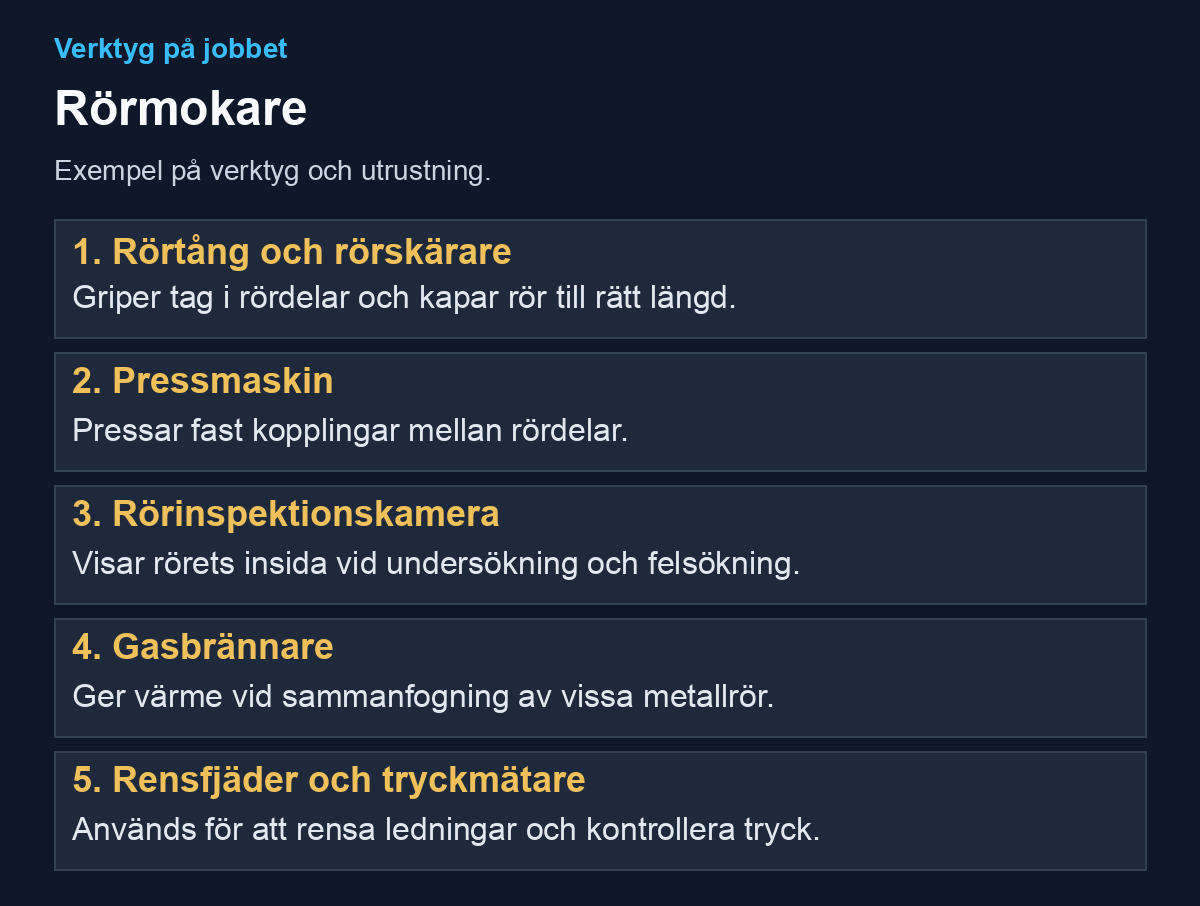 Verktyg på jobbet
Rörmokare
Exempel på verktyg och utrustning.
1. Rörtång och rörskärare
Griper tag i rördelar och kapar rör till rätt längd.
2. Pressmaskin
Pressar fast kopplingar mellan rördelar.
3. Rörinspektionskamera
Visar rörets insida vid undersökning och felsökning.
4. Gasbrännare
Ger värme vid sammanfogning av vissa metallrör.
5. Rensfjäder och tryckmätare
Används för att rensa ledningar och kontrollera tryck.